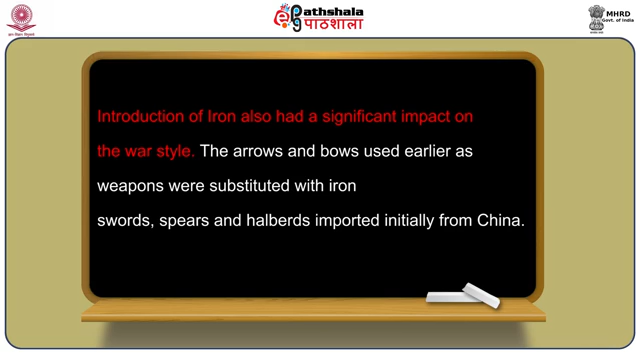 Pathshala
पाठशाला
MHRD
Govt. of India
Introduction of Iron also had a significant impact on
the war style. The arrows and bows used earlier as
weapons were substituted with iron
swords, spears and halberds imported initially from China.